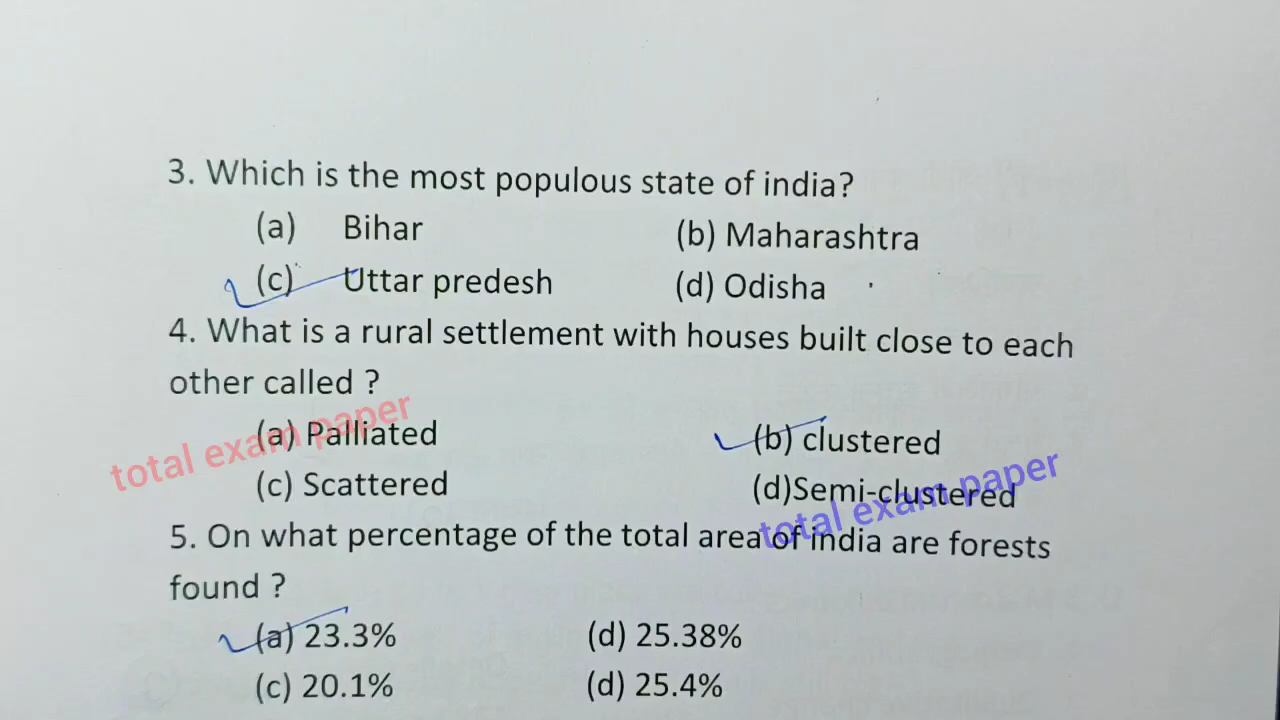 3. Which is the most populous state of india?
(a) Bihar (b) Maharashtra
(c) Uttar predesh (d) Odisha
4. What is a rural settlement with houses built close to each
other called ?
(a) Palliated (b) clustered
total exam paper
(c) Scattered (d)Semi-clustered
total exam paper
5. On what percentage of the total area of india are forests
found ?
(a) 23.3% (d) 25.38%
(c) 20.1% (d) 25.4%